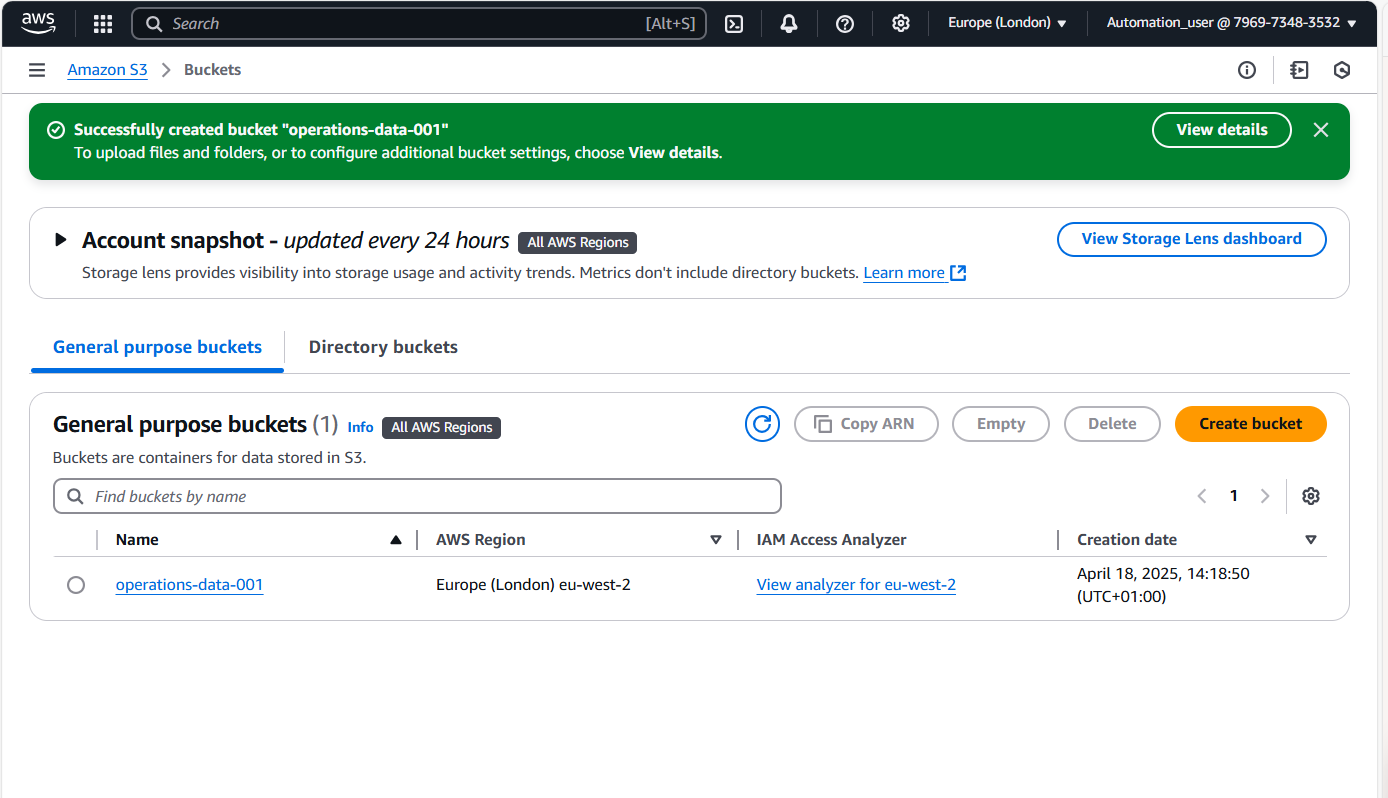 aws
Search [Alt+S] Europe (London) Automation_user @ 7969-7348-3532
Amazon S3 Buckets
Successfully created bucket "operations-data-001" View details
To upload files and folders, or to configure additional bucket settings, choose View details.
Account snapshot - updated every 24 hours All AWS Regions View Storage Lens dashboard
Storage lens provides visibility into storage usage and activity trends. Metrics don't include directory buckets. Learn more
General purpose buckets Directory buckets
General purpose buckets (1) Info All AWS Regions Copy ARN Empty Delete Create bucket
Buckets are containers for data stored in S3.
Find buckets by name 1
Name AWS Region IAM Access Analyzer Creation date
operations-data-001 Europe (London) eu-west-2 View analyzer for eu-west-2 April 18, 2025, 14:18:50
(UTC+01:00)